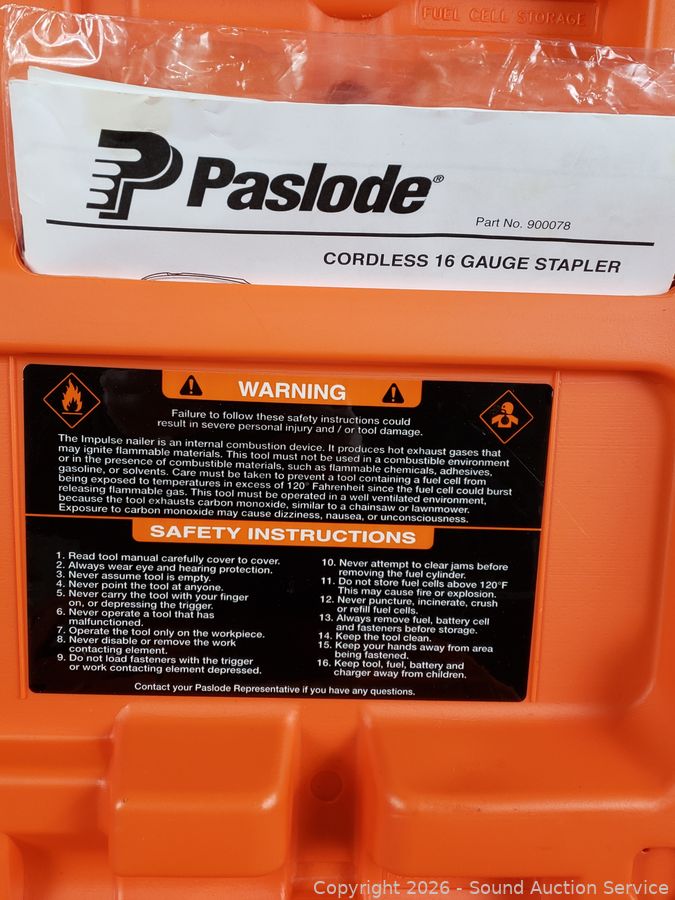 FUEL CELL STORAGE
Paslode®
Part No. 900078
CORDLESS 16 GAUGE STAPLER
WARNING
Failure to follow these safety instructions could
result in severe personal injury and / or tool damage.
The Impulse nailer is an internal combustion device. It produces hot exhaust gases that
may ignite flammable materials. This tool must not be used in a combustible environment
or in the presence of combustible materials, such as flammable chemicals, adhesives,
gasoline, or solvents. Care must be taken to prevent a tool containing a fuel cell from
being exposed to temperatures in excess of 120° Fahrenheit since the fuel cell could burst
releasing flammable gas. This tool must be operated in a well ventilated environment,
because the tool exhausts carbon monoxide, similar to a chainsaw or lawnmower.
Exposure to carbon monoxide may cause dizziness, nausea, or unconsciousness.
SAFETY INSTRUCTIONS
1. Read tool manual carefully cover to cover.
2. Always wear eye and hearing protection.
3. Never assume tool is empty.
4. Never point the tool at anyone.
5. Never carry the tool with your finger
on, or depressing the trigger.
6. Never operate a tool that has
malfunctioned.
7. Operate the tool only on the workpiece.
8. Never disable or remove the work
contacting element.
9. Do not load fasteners with the trigger
or work contacting element depressed.
10. Never attempt to clear jams before
removing the fuel cylinder.
11. Do not store fuel cells above 120°F
This may cause fire or explosion.
12. Never puncture, incinerate, crush
or refill fuel cells.
13. Always remove fuel, battery cell
and fasteners before storage.
14. Keep the tool clean.
15. Keep your hands away from area
being fastened.
16. Keep tool, fuel, battery and
charger away from children.
Contact your Paslode Representative if you have any questions.
Copyright 2026 - Sound Auction Service